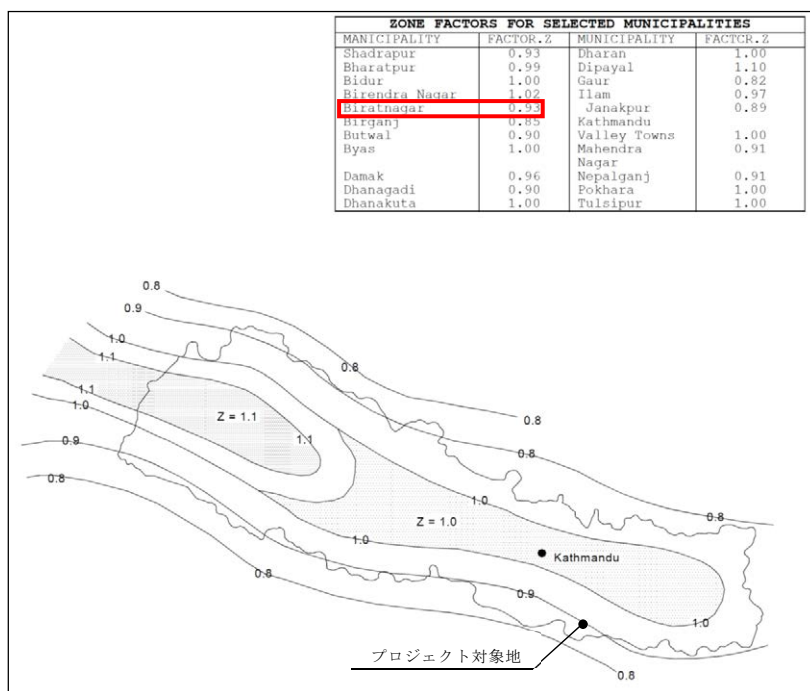 ZONE FACTORS FOR SELECTED MUNICIPALITIES
MANICIPALITY FACTOR.Z MUNICIPALITY FACTCR.Z
Shadrapur 0.93 Dharan 1.00
Bharatpur 0.99 Dipayal 1.10
Bidur 1.00 Gaur 0.82
Birendra Nagar 1.02 Ilam 0.97
Biratnagar 0.93 Janakpur 0.89
Birganj 0.85 Kathmandu
Butwal 0.90 Valley Towns 1.00
Byas 1.00 Mahendra 0.91
Nagar
Damak 0.96 Nepalganj 0.91
Dhanagadi 0.90 Pokhara 1.00
Dhanakuta 1.00 Tulsipur 1.00
0.8
0.9
1.0
1.1
0.8
1.1
1.0
Z = 1.1
0.8
1.1
0.9
0.8
0.8
1.0
0.8
Z = 1.0
1.0
Kathmandu
0.8
0.9
1.0
プロジェクト対象地
0.8